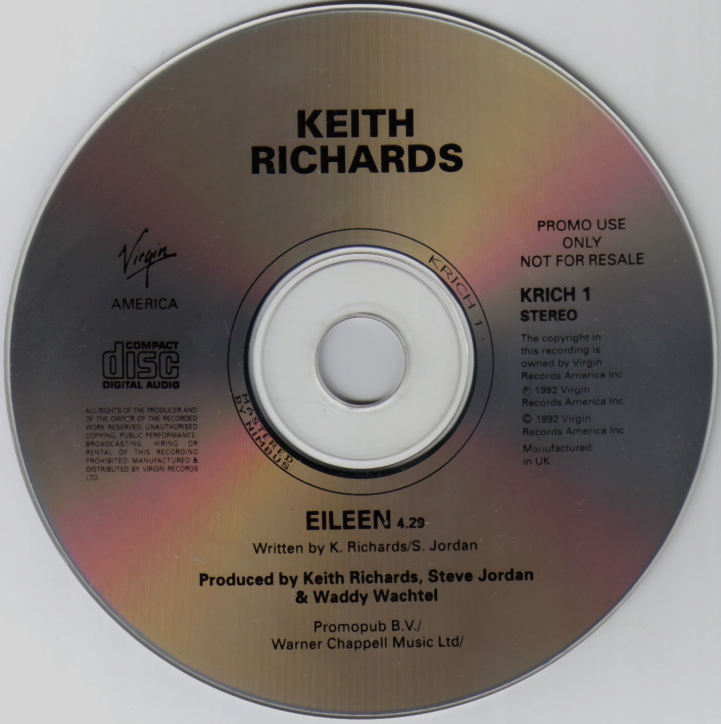 KEITH
RICHARDS
Virgin
AMERICA
COMPACT
disc
DIGITAL AUDIO
ALL RIGHTS OF THE PRODUCER AND
OF THE OWNER OF THE RECORDED
WORK RESERVED. UNAUTHORISED
COPYING, PUBLIC PERFORMANCE,
BROADCASTING, HIRING OR
RENTAL OF THIS RECORDING
PROHIBITED. MANUFACTURED &
DISTRIBUTED BY VIRGIN RECORDS
LTD.
PROMO USE
ONLY
NOT FOR RESALE
KRICH 1
STEREO
The copyright in
this recording is
owned by Virgin
Records America Inc
℗ 1992 Virgin
Records America Inc
© 1992 Virgin
Records America Inc
Manufactured
in UK
KRICH 1 .
MASTERED
BY NIMBUS
EILEEN 4.29
Written by K. Richards/S. Jordan
Produced by Keith Richards, Steve Jordan
& Waddy Wachtel
Promopub B.V./
Warner Chappell Music Ltd/